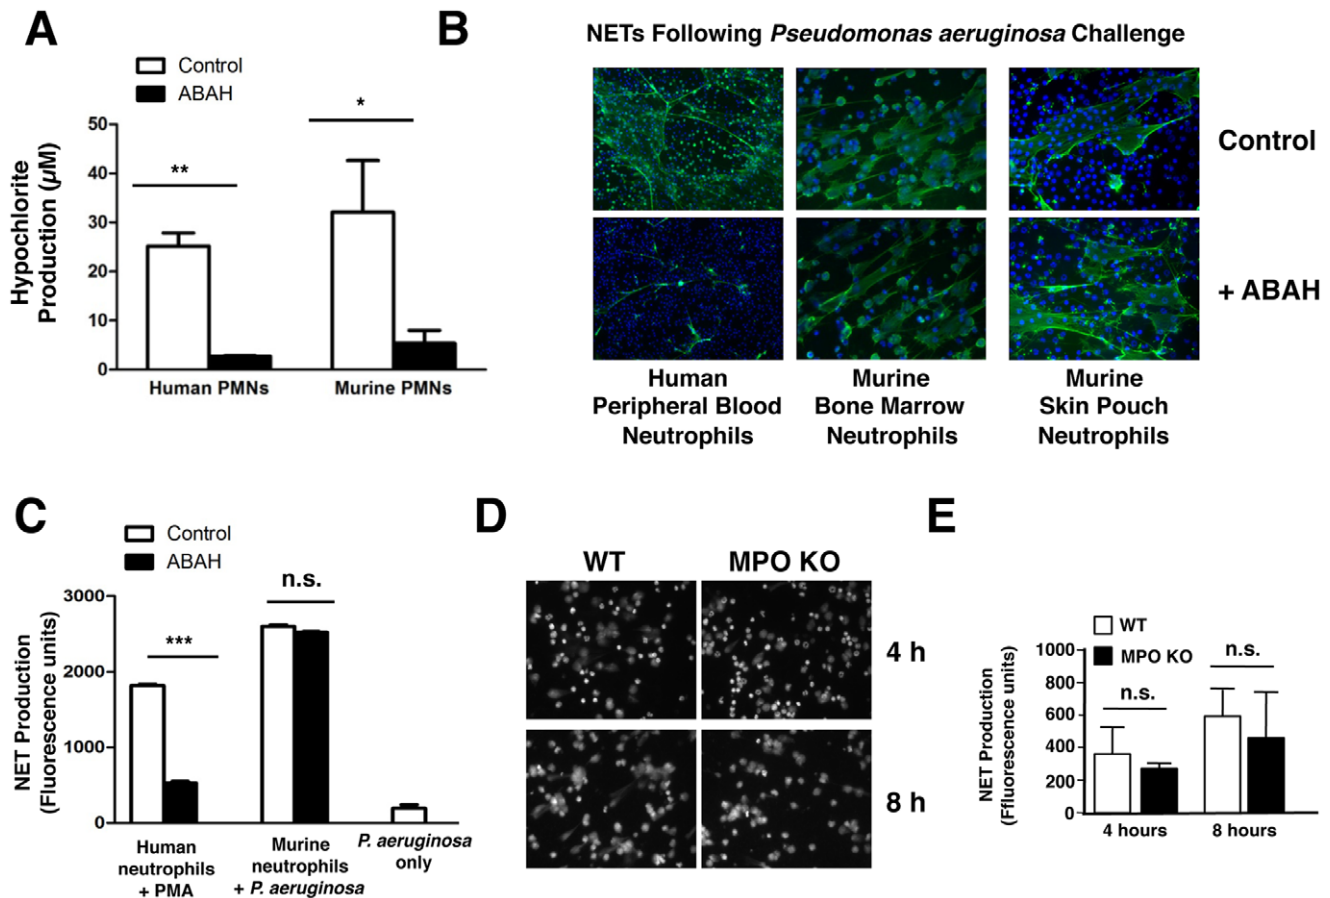 A
Control
ABAH
Hypochlorite
Production (µM)
50
40
30
20
10
0
**
*
Human PMNs
Murine PMNs
B
NETs Following Pseudomonas aeruginosa Challenge
Control
+ ABAH
Human
Peripheral Blood
Neutrophils
Murine
Bone Marrow
Neutrophils
Murine
Skin Pouch
Neutrophils
C
Control
ABAH
NET Production
(Fluorescence units)
3000
2000
1000
0
***
n.s.
Human
neutrophils
+ PMA
Murine
neutrophils
+ P. aeruginosa
P. aeruginosa
only
D
WT
MPO KO
4 h
8 h
E
WT
MPO KO
NET Production
(Ffluorescence units)
1000
800
600
400
200
0
n.s.
n.s.
4 hours
8 hours